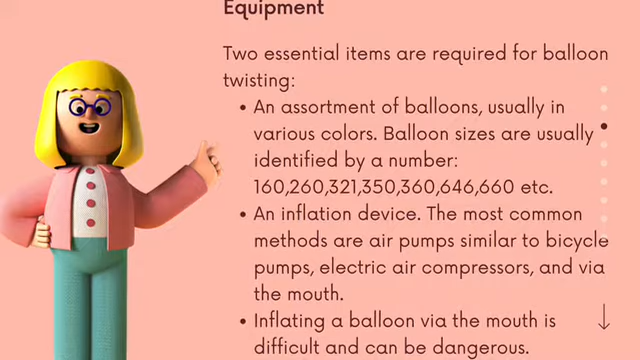 Equipment
Two essential items are required for balloon
twisting:
• An assortment of balloons, usually in
various colors. Balloon sizes are usually
identified by a number:
160,260,321,350,360,646,660 etc.
• An inflation device. The most common
methods are air pumps similar to bicycle
pumps, electric air compressors, and via
the mouth.
• Inflating a balloon via the mouth is
difficult and can be dangerous.